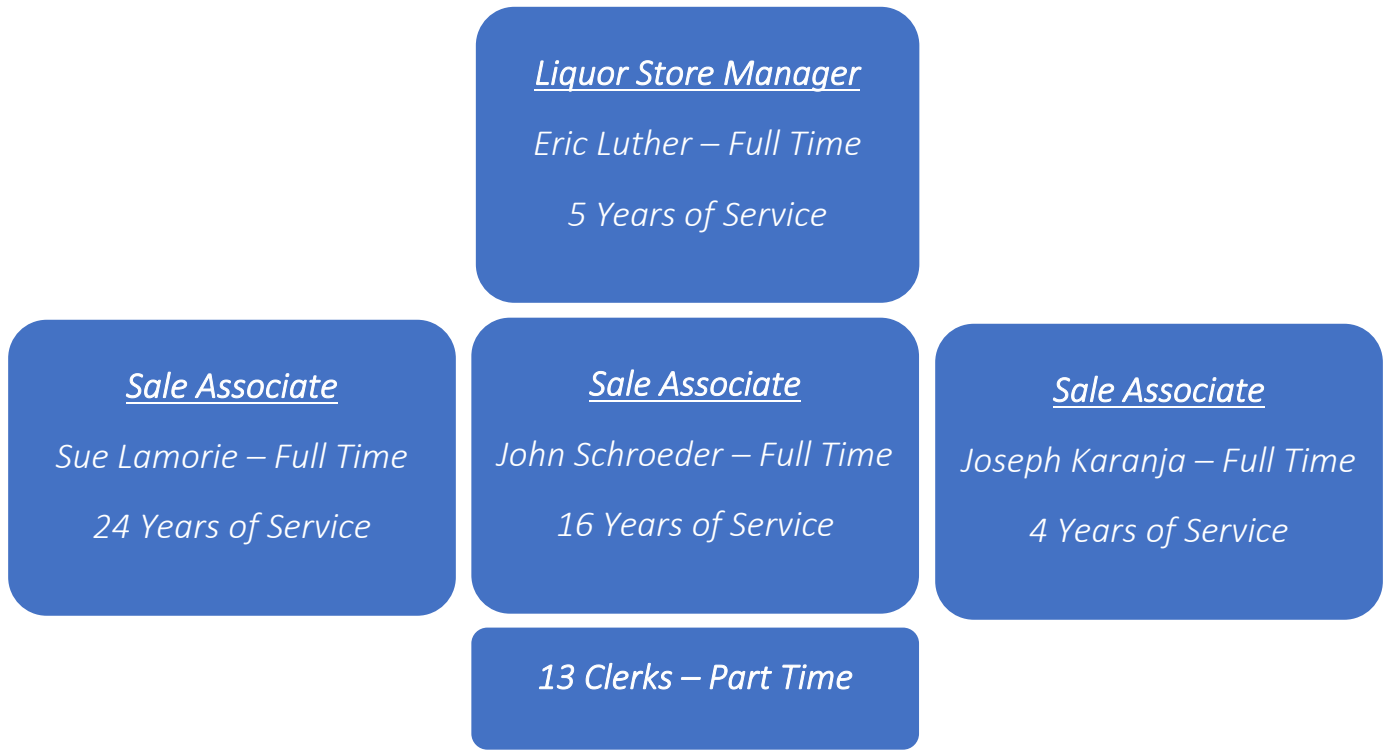 Liquor Store Manager
Eric Luther – Full Time
5 Years of Service
Sale Associate
Sue Lamorie – Full Time
24 Years of Service
Sale Associate
John Schroeder – Full Time
16 Years of Service
Sale Associate
Joseph Karanja – Full Time
4 Years of Service
13 Clerks – Part Time